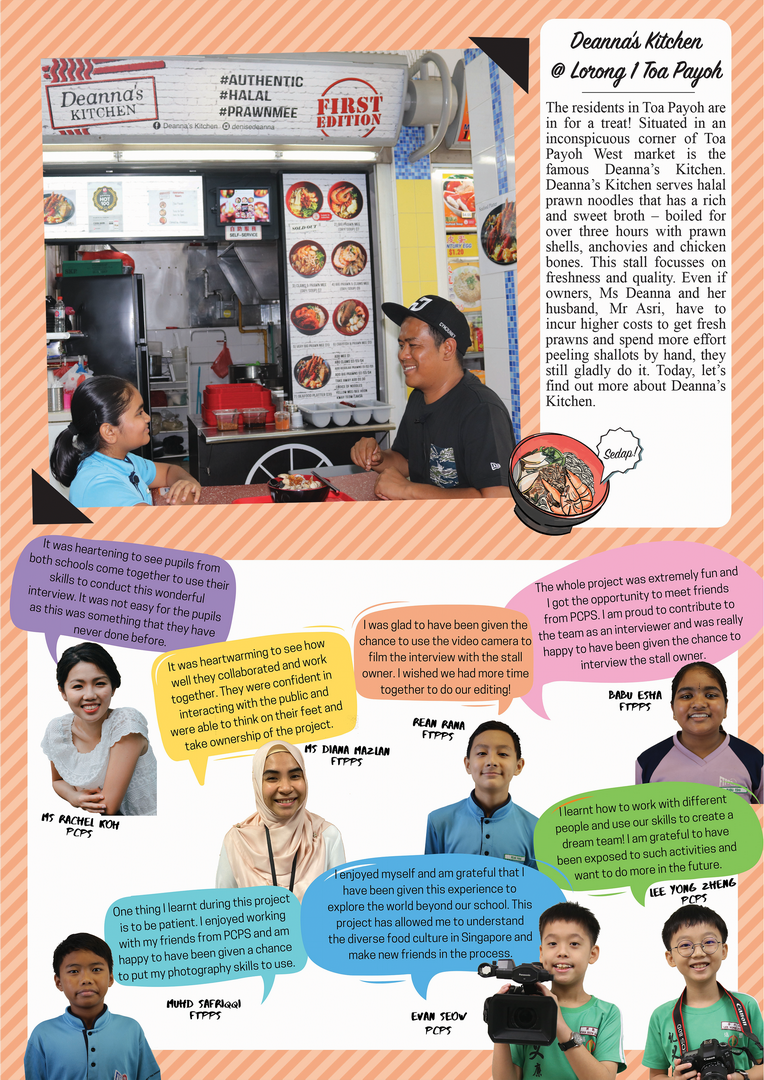 Deanna's
KITCHEN
#AUTHENTIC
#HALAL
#PRAWNMEE
FIRST
EDITION
Deanna's Kitchen denisedeanna
SOLD OUT
SELF-SERVICE
$1.20
Deanna's Kitchen
@ Lorong 1 Toa Payoh
The residents in Toa Payoh are
in for a treat! Situated in an
inconspicuous corner of Toa
Payoh West market is the
famous Deanna's Kitchen.
Deanna's Kitchen serves halal
prawn noodles that has a rich
and sweet broth – boiled for
over three hours with prawn
shells, anchovies and chicken
bones. This stall focusses on
freshness and quality. Even if
owners, Ms Deanna and her
husband, Mr Asri, have to
incur higher costs to get fresh
prawns and spend more effort
peeling shallots by hand, they
still gladly do it. Today, let's
find out more about Deanna's
Kitchen.
Sedap!
It was heartening to see pupils from
both schools come together to use their
skills to conduct this wonderful
interview. It was not easy for the pupils
as this was something that they have
never done before.
MS RACHEL KOH
PCPS
It was heartwarming to see how
well they collaborated and work
together. They were confident in
interacting with the public and
were able to think on their feet and
take ownership of the project.
MS DIANA MAZLAN
FTPPS
I was glad to have been given the
chance to use the video camera to
film the interview with the stall
owner. I wished we had more time
together to do our editing!
REAN RANA
FTPPS
The whole project was extremely fun and
I got the opportunity to meet friends
from PCPS. I am proud to contribute to
the team as an interviewer and was really
happy to have been given the chance to
interview the stall owner.
BABU ESHA
FTPPS
I learnt how to work with different
people and use our skills to create a
dream team! I am grateful to have
been exposed to such activities and
want to do more in the future.
LEE YONG ZHENG
PCPS
One thing I learnt during this project
is to be patient. I enjoyed working
with my friends from PCPS and am
happy to have been given a chance
to put my photography skills to use.
MUHD SAFRIQQI
FTPPS
I enjoyed myself and am grateful that I
have been given this experience to
explore the world beyond our school. This
project has allowed me to understand
the diverse food culture in Singapore and
make new friends in the process.
EVAN SEOW
PCPS
Canon